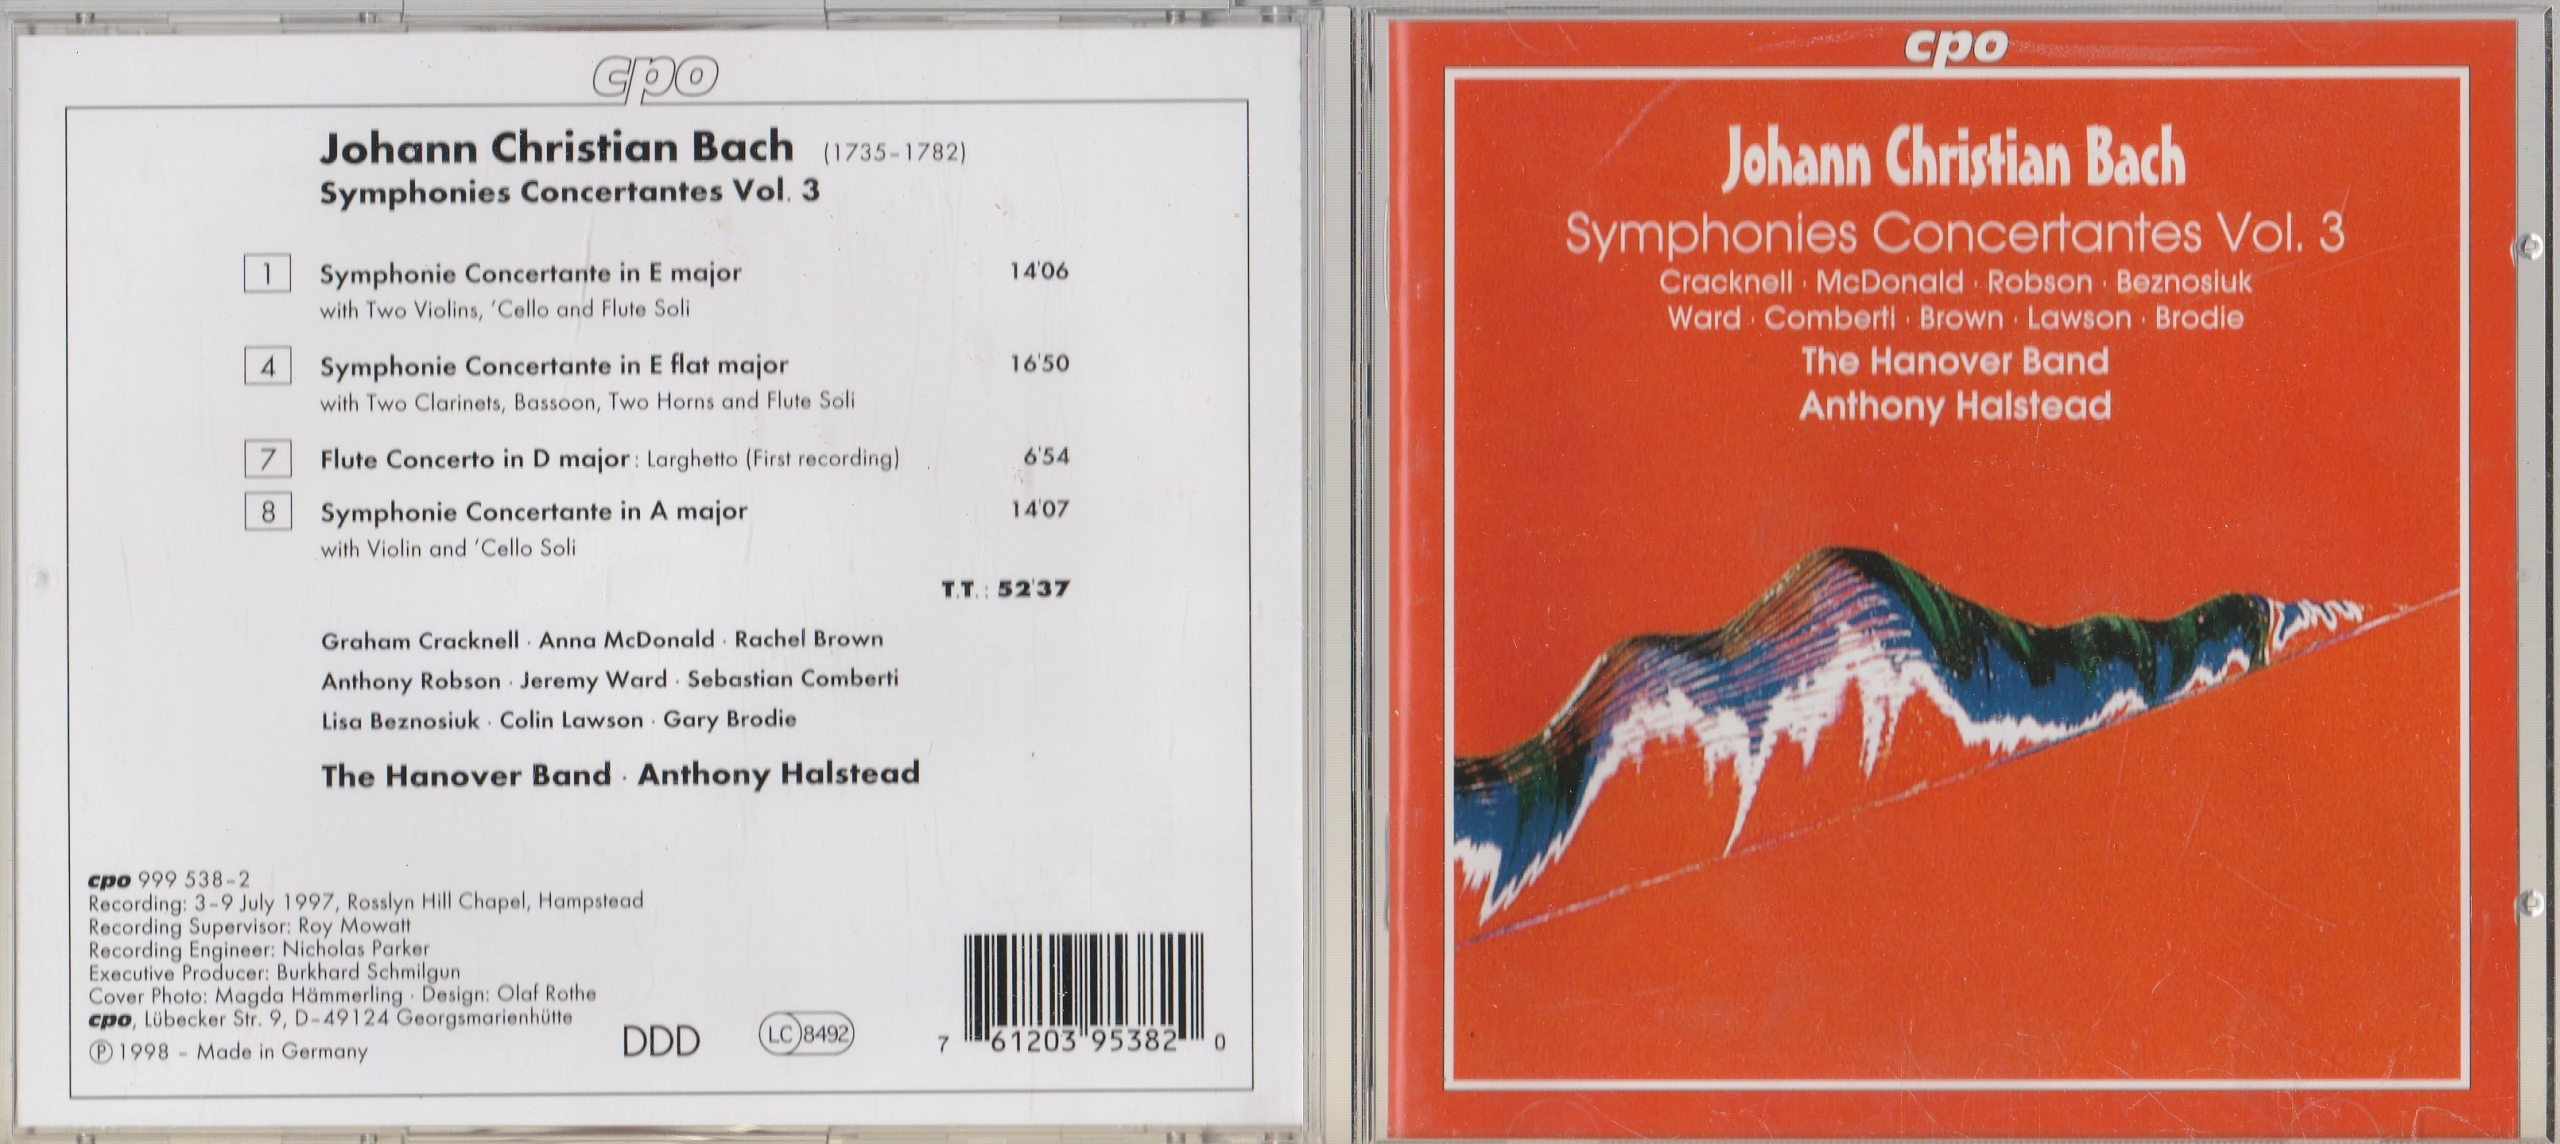 cpo
Johann Christian Bach (1735-1782)
Symphonies Concertantes Vol. 3
1 Symphonie Concertante in E major 14'06
with Two Violins, 'Cello and Flute Soli
4 Symphonie Concertante in E flat major 16'50
with Two Clarinets, Bassoon, Two Horns and Flute Soli
7 Flute Concerto in D major: Larghetto (First recording) 6'54
8 Symphonie Concertante in A major 14'07
with Violin and 'Cello Soli
T.T.: 52'37
Graham Cracknell · Anna McDonald · Rachel Brown
Anthony Robson · Jeremy Ward · Sebastian Comberti
Lisa Beznosiuk · Colin Lawson · Gary Brodie
The Hanover Band · Anthony Halstead
cpo 999 538-2
Recording: 3-9 July 1997, Rosslyn Hill Chapel, Hampstead
Recording Supervisor: Roy Mowatt
Recording Engineer: Nicholas Parker
Executive Producer: Burkhard Schmilgun
Cover Photo: Magda Hämmerling · Design: Olaf Rothe
cpo, Lübecker Str. 9, D-49124 Georgsmarienhütte
℗ 1998 - Made in Germany
DDD
LC 8492
7 61203 95382 0
cpo
Johann Christian Bach
Symphonies Concertantes Vol. 3
Cracknell · McDonald · Robson · Beznosiuk
Ward · Comberti · Brown · Lawson · Brodie
The Hanover Band
Anthony Halstead